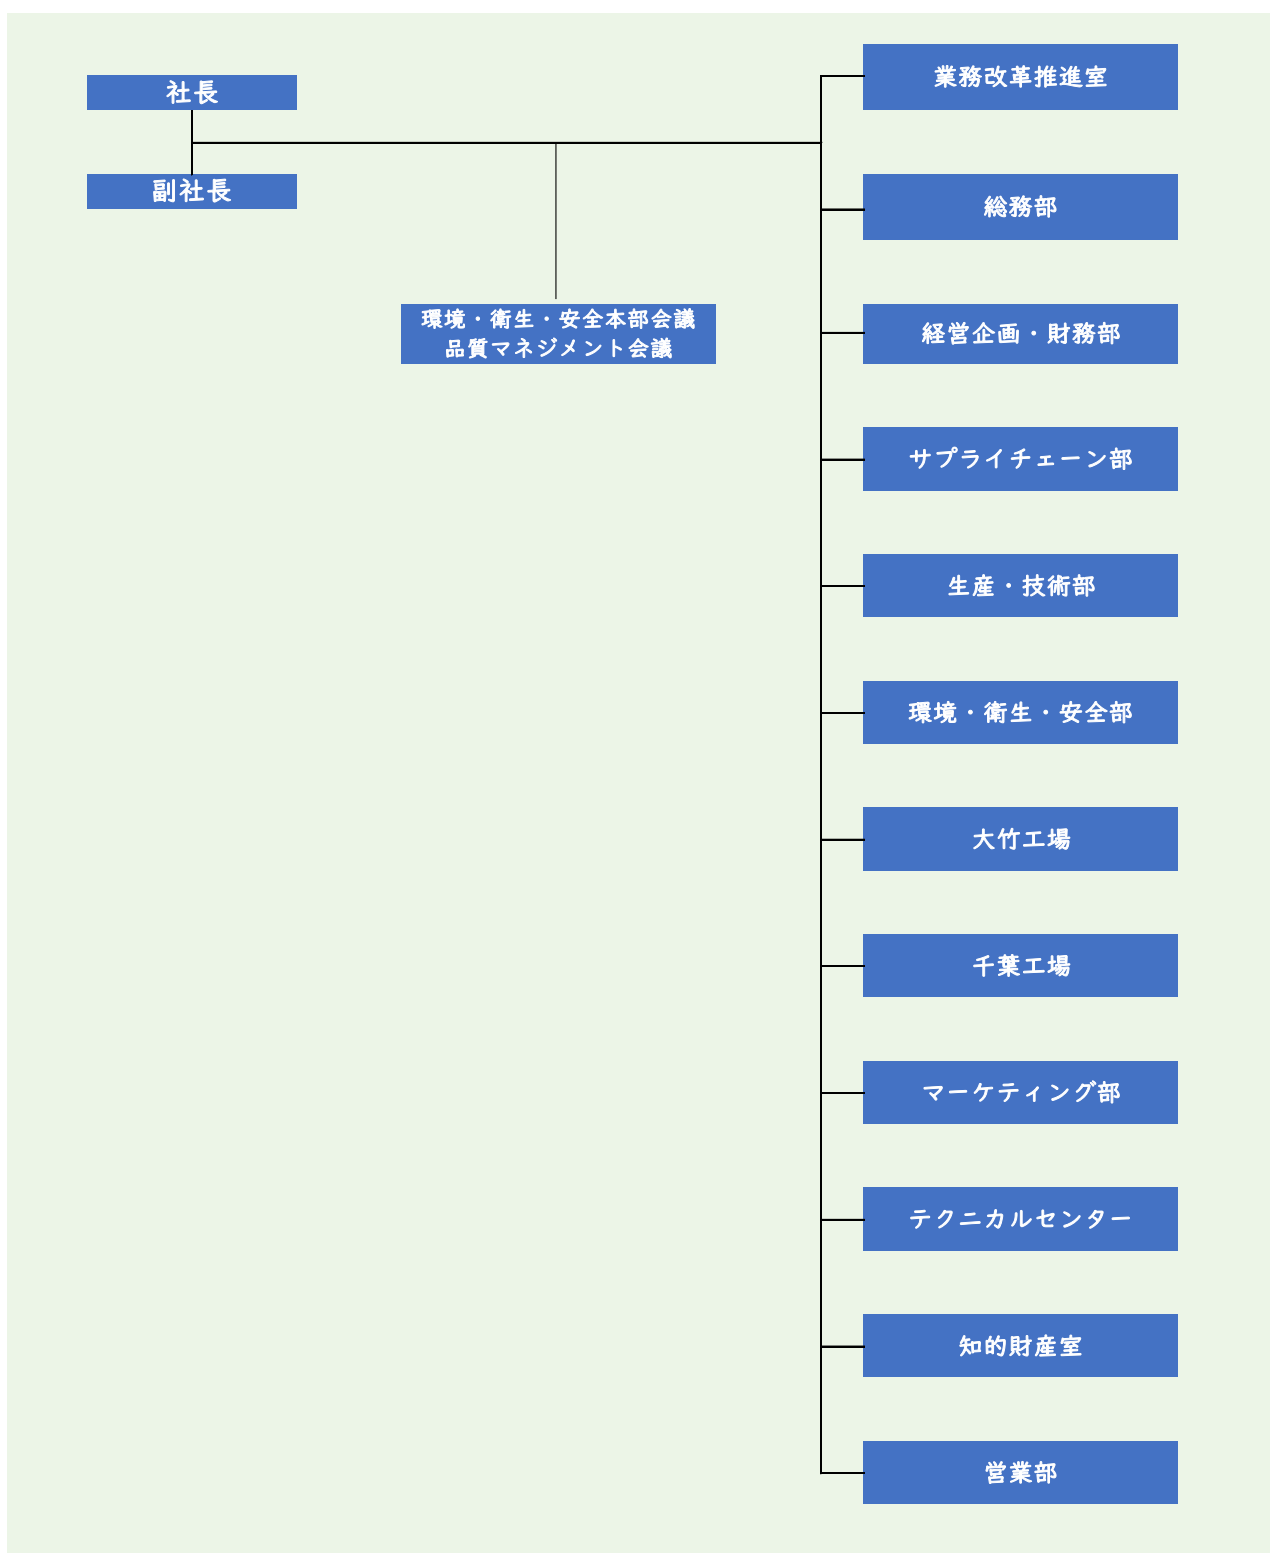 社長
副社長
環境・衛生・安全本部会議
品質マネジメント会議
業務改革推進室
総務部
経営企画・財務部
サプライチェーン部
生産・技術部
環境・衛生・安全部
大竹工場
千葉工場
マーケティング部
テクニカルセンター
知的財産室
営業部